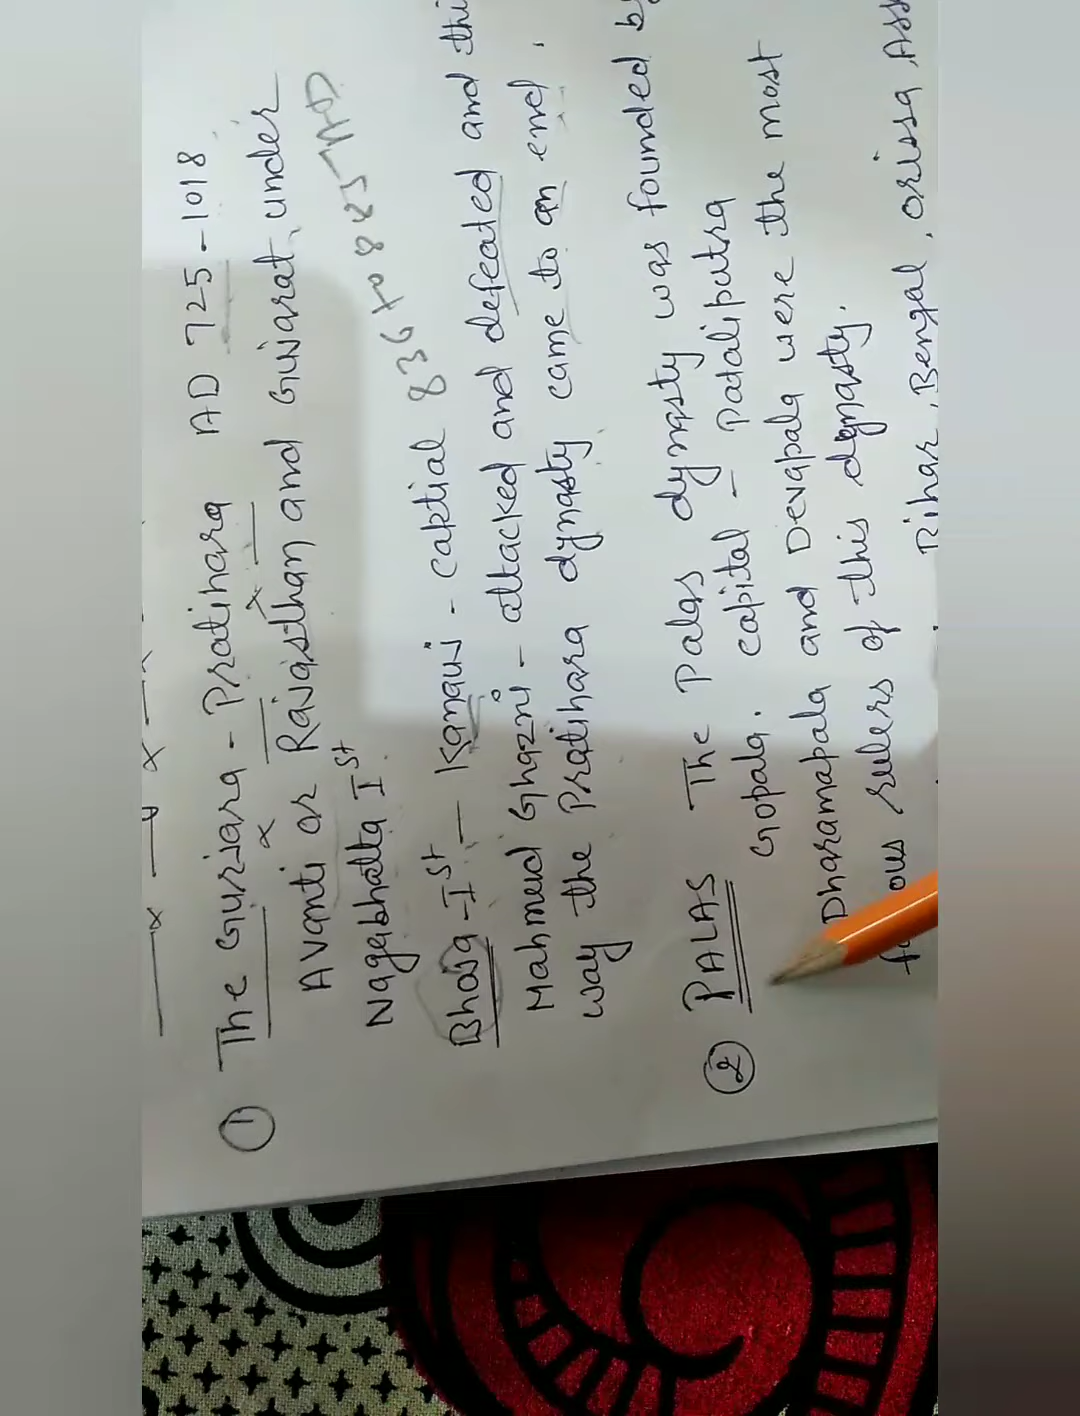 ① The Gurjara - Pratihara AD 725 - 1018
Avanti or Rajasthan and Gujarat, under
Nagabhatta Ist
Bhoja - Ist - Kanauj - caktial 836 to 885 AD
Mahmud Ghazni - attacked and defeated and thi
way the Pratihara dynasty came to an end.
② PALAS The Palas dynasty was founded by
Gopala. capital - Pataliputra
Dharamapala and Devapala were the most
ous rulers of this dynasty.
Bihar, Bengal, orissa, Ass